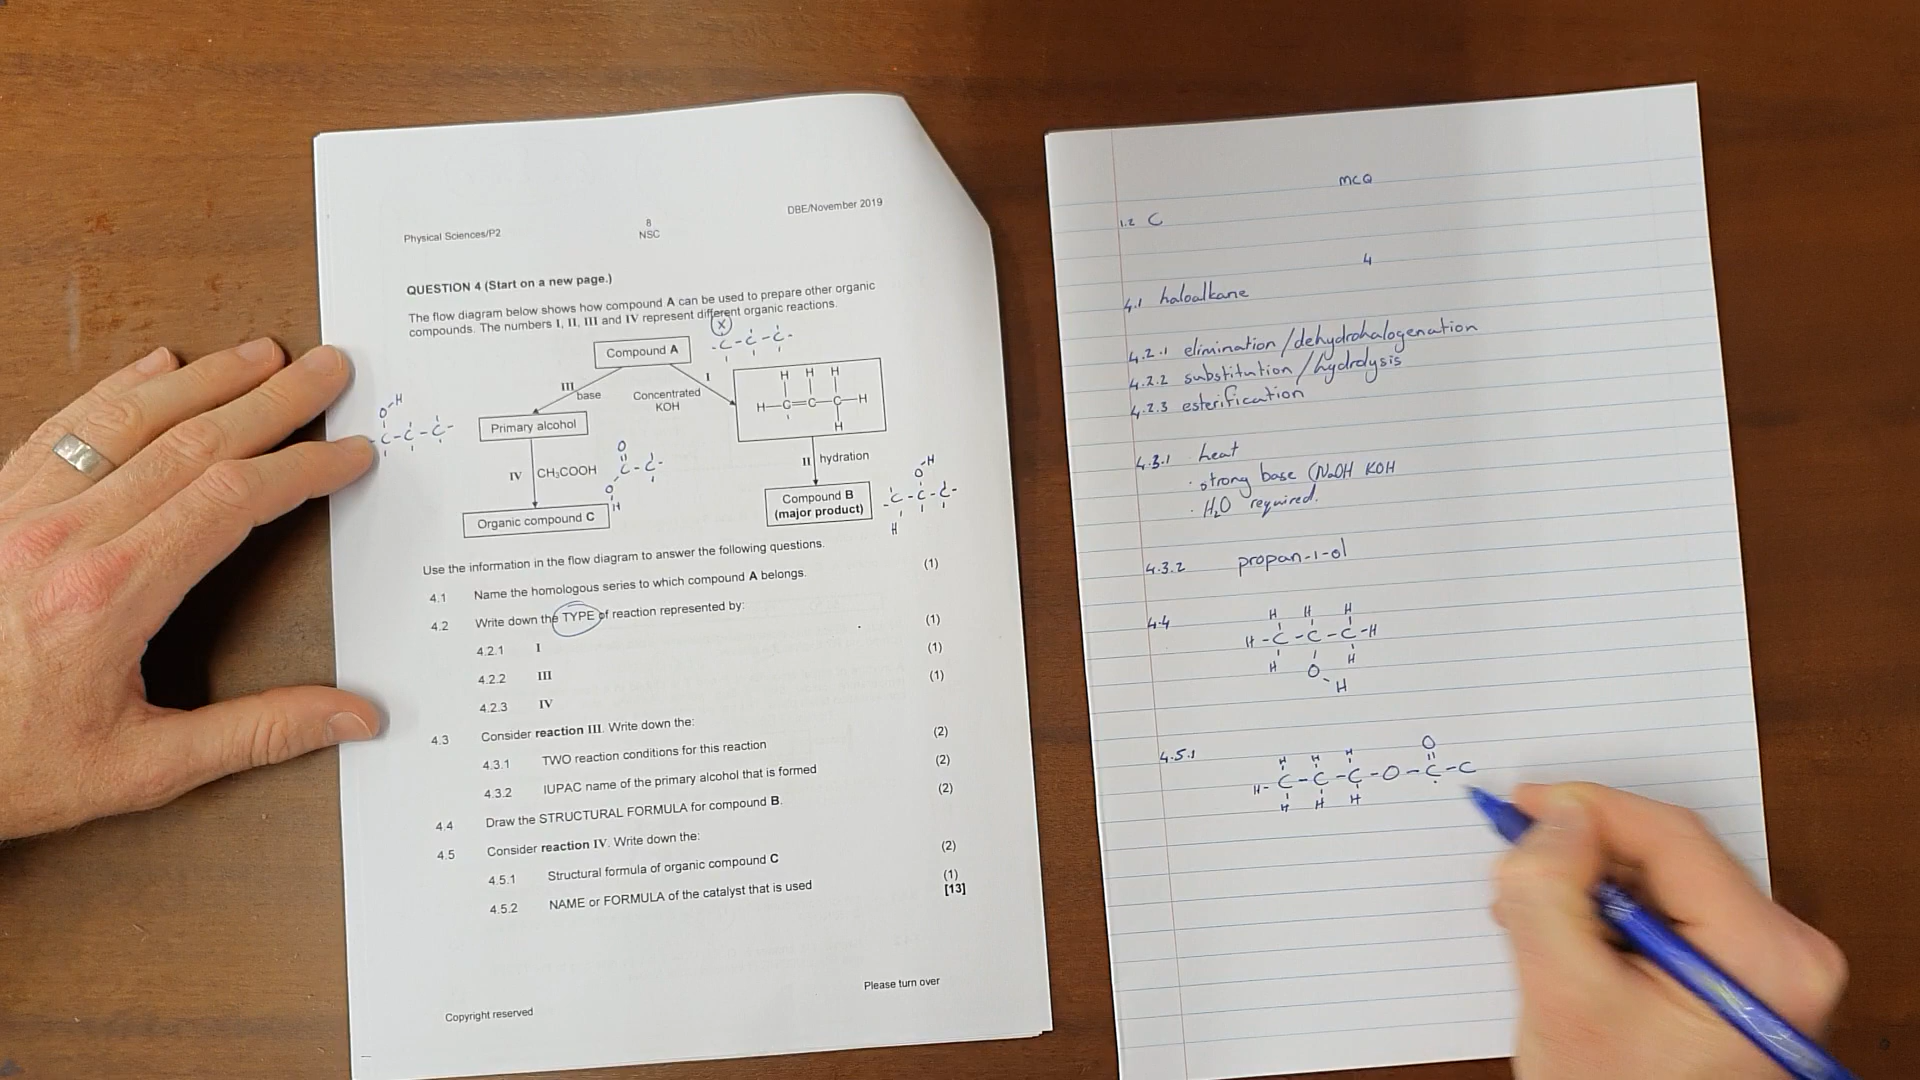 Physical Sciences/P2
8
NSC
DBE/November 2019
QUESTION 4 (Start on a new page.)
The flow diagram below shows how compound A can be used to prepare other organic
compounds. The numbers I, II, III and IV represent different organic reactions.
X
-C-C-C-
Compound A
III
base
Concentrated
KOH
I
H H H
H-C=C-C-H
H
O-H
-C-C-C-
Primary alcohol
IV
CH3COOH
O
C-C-
O
H
II
hydration
O-H
-C-C-C-
H
Compound B
(major product)
Organic compound C
Use the information in the flow diagram to answer the following questions.
4.1 Name the homologous series to which compound A belongs. (1)
4.2 Write down the TYPE of reaction represented by:
4.2.1 I (1)
4.2.2 III (1)
4.2.3 IV (1)
4.3 Consider reaction III. Write down the:
4.3.1 TWO reaction conditions for this reaction (2)
4.3.2 IUPAC name of the primary alcohol that is formed (2)
4.4 Draw the STRUCTURAL FORMULA for compound B. (2)
4.5 Consider reaction IV. Write down the:
4.5.1 Structural formula of organic compound C (2)
4.5.2 NAME or FORMULA of the catalyst that is used (1)
[13]
Please turn over
Copyright reserved
MCQ
1.2 C
4
4.1 haloalkane
4.2.1 elimination/dehydrohalogenation
4.2.2 substitution/hydrolysis
4.2.3 esterification
4.3.1 heat
· strong base (NaOH KOH
· H2O required.
4.3.2 propan-1-ol
4.4
H H H
H-C-C-C-H
H O H
H
4.5.1
H H H O
H-C-C-C-O-C-C
H H H